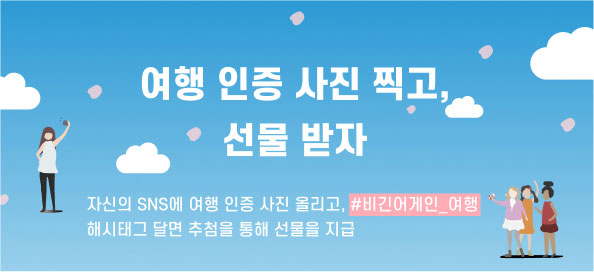 여행 인증 사진 찍고,
선물 받자
자신의 SNS에 여행 인증 사진 올리고, #비긴어게인_여행
해시태그 달면 추첨을 통해 선물을 지급